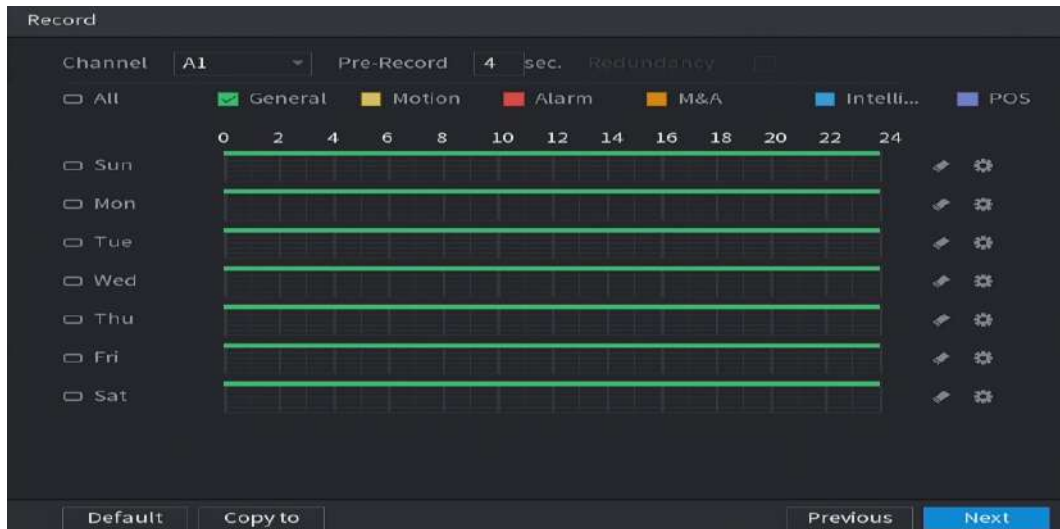 Record
Channel A1 Pre-Record 4 sec. Redundancy
All General Motion Alarm M&A Intelli... POS
0 2 4 6 8 10 12 14 16 18 20 22 24
Sun
Mon
Tue
Wed
Thu
Fri
Sat
Default Copy to Previous Next